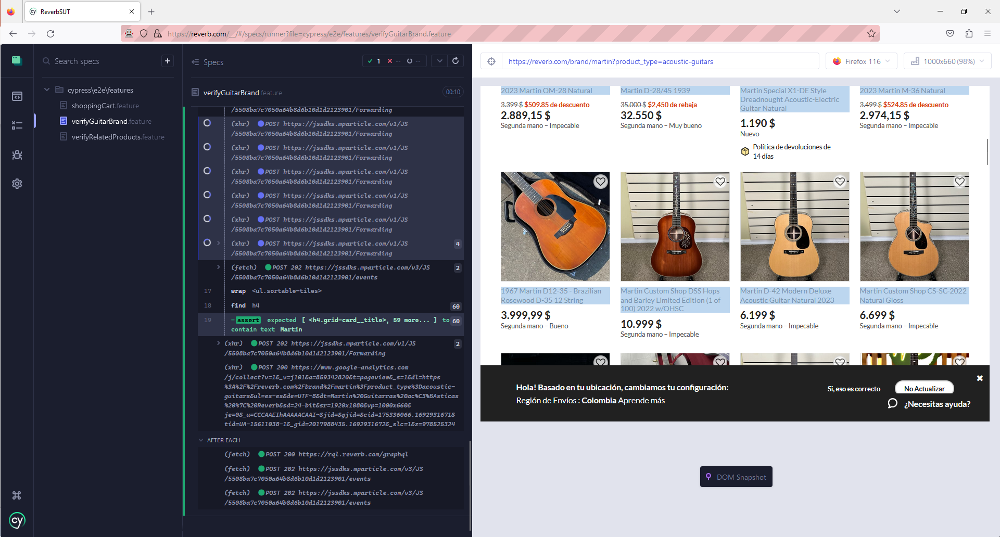 ReverbSUT
https://reverb.com/__/#/specs/runner?file=cypress/e2e/features/verifyGuitarBrand.feature
Search specs
cypress\e2e\features
shoppingCart.feature
verifyGuitarBrand.feature
verifyRelatedProducts.feature
cy
Specs
1 -- --
verifyGuitarBrand.feature
00:10
/5508ba7c7050a64b8d6b10d1d2123901/Forwarding
(xhr) POST https://jssdks.mparticle.com/v1/JS
/5508ba7c7050a64b8d6b10d1d2123901/Forwarding
(xhr) POST https://jssdks.mparticle.com/v1/JS
/5508ba7c7050a64b8d6b10d1d2123901/Forwarding
(xhr) POST https://jssdks.mparticle.com/v1/JS
/5508ba7c7050a64b8d6b10d1d2123901/Forwarding
(xhr) POST https://jssdks.mparticle.com/v1/JS
/5508ba7c7050a64b8d6b10d1d2123901/Forwarding
(xhr) POST https://jssdks.mparticle.com/v1/JS
/5508ba7c7050a64b8d6b10d1d2123901/Forwarding
(xhr) POST https://jssdks.mparticle.com/v1/JS 4
/5508ba7c7050a64b8d6b10d1d2123901/Forwarding
(fetch) POST 202 https://jssdks.mparticle.com/v3/JS 2
/5508ba7c7050a64b8d6b10d1d2123901/events
17 wrap <ul.sortable-tiles>
18 find h4 60
19 -assert expected [ <h4.grid-card__title>, 59 more... ] to 60
contain text Martin
(xhr) POST 202 https://jssdks.mparticle.com/v1/JS 2
/5508ba7c7050a64b8d6b10d1d2123901/Forwarding
(xhr) POST 200 https://www.google-analytics.com
/j/collect?v=1&_v=j101&a=859342820&t=pageview&_s=1&dl=https
%3A%2F%2Freverb.com%2Fbrand%2Fmartin%3Fproduct_type%3Dacoustic-
guitars&ul=es-es&de=UTF-8&dt=Martin%20Guitarras%20ac%C3%BAsticas
%20%7C%20Reverb&sd=24-bit&sr=1920x1080&vp=1000x660&
je=0&_u=CCCAAEIhAAAAACAAI~&jid=&gjid=&cid=175336066.1692931671&
tid=UA-15611038-1&_gid=2017988435.1692931672&_slc=1&z=978525324
AFTER EACH
(fetch) POST 200 https://rql.reverb.com/graphql
(fetch) POST 202 https://jssdks.mparticle.com/v3/JS
/5508ba7c7050a64b8d6b10d1d2123901/events
(fetch) POST 202 https://jssdks.mparticle.com/v3/JS
/5508ba7c7050a64b8d6b10d1d2123901/events
https://reverb.com/brand/martin?product_type=acoustic-guitars
Firefox 116
1000x660 (98%)
2023 Martin OM-28 Natural
3.399 $ $509.85 de descuento
2.889,15 $
Segunda mano – Impecable
Martin D-28/45 1939
35.000 $ $2,450 de rebaja
32.550 $
Segunda mano – Muy bueno
Martin Special X1-DE Style
Dreadnought Acoustic-Electric
Guitar Natural
1.190 $
Nuevo
Política de devoluciones de
14 días
2023 Martin M-36 Natural
3.499 $ $524.85 de descuento
2.974,15 $
Segunda mano – Impecable
1967 Martin D12-35 - Brazilian
Rosewood D-35 12 String
3.999,99 $
Segunda mano – Bueno
Martin Custom Shop DSS Hops
and Barley Limited Edition (1 of
100) 2022 w/OHSC
10.999 $
Segunda mano – Impecable
Martin D-42 Modern Deluxe
Acoustic Guitar Natural 2023
6.199 $
Segunda mano – Impecable
Martin Custom Shop CS-SC-2022
Natural Gloss
6.699 $
Segunda mano – Impecable
Hola! Basado en tu ubicación, cambiamos tu configuración:
Región de Envíos : Colombia Aprende más
Si, eso es correcto
No Actualizar
¿Necesitas ayuda?
DOM Snapshot